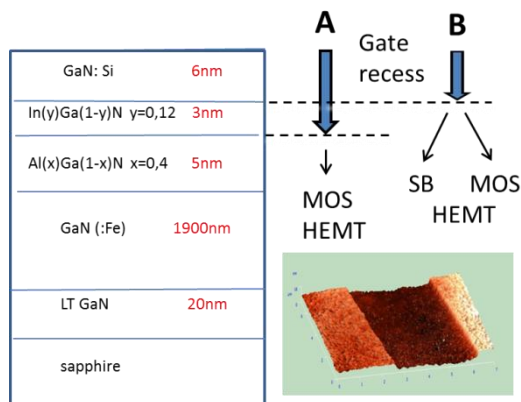 A
B
Gate
recess
GaN: Si 6nm
In(y)Ga(1-y)N y=0,12 3nm
Al(x)Ga(1-x)N x=0,4 5nm
GaN (:Fe) 1900nm
LT GaN 20nm
sapphire
MOS
HEMT
SB MOS
HEMT